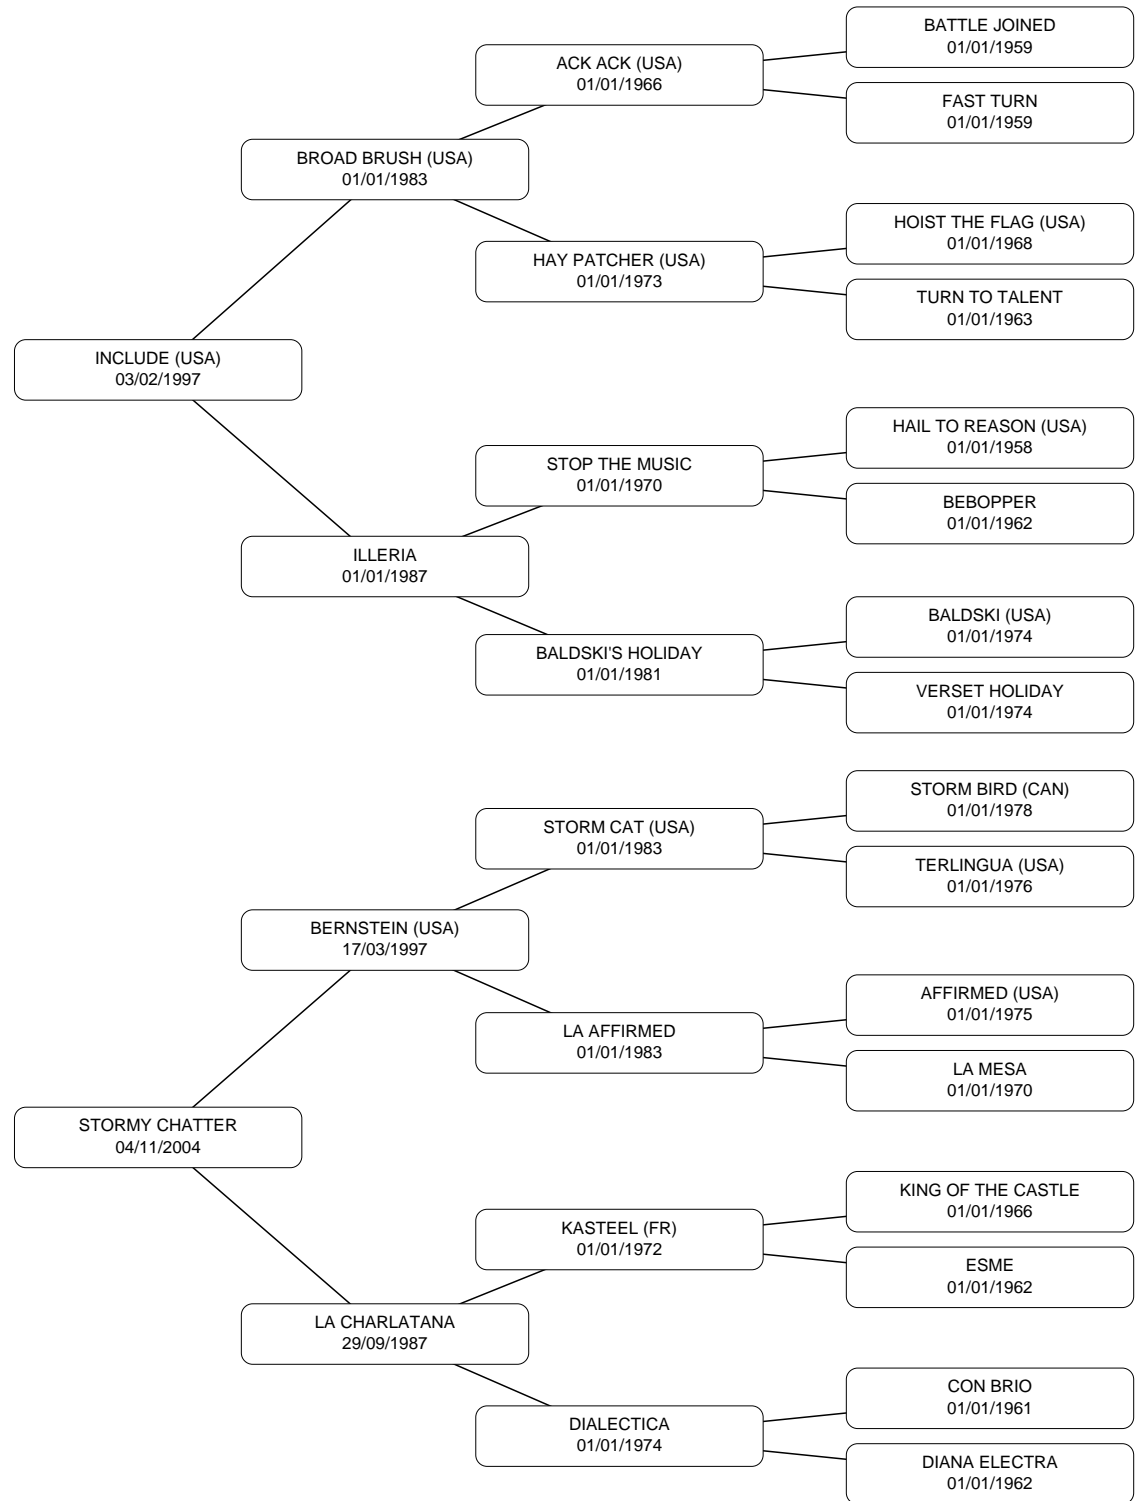 BATTLE JOINED
01/01/1959
ACK ACK (USA)
01/01/1966
FAST TURN
01/01/1959
BROAD BRUSH (USA)
01/01/1983
HOIST THE FLAG (USA)
01/01/1968
HAY PATCHER (USA)
01/01/1973
TURN TO TALENT
01/01/1963
INCLUDE (USA)
03/02/1997
HAIL TO REASON (USA)
01/01/1958
STOP THE MUSIC
01/01/1970
BEBOPPER
01/01/1962
ILLERIA
01/01/1987
BALDSKI (USA)
01/01/1974
BALDSKI'S HOLIDAY
01/01/1981
VERSET HOLIDAY
01/01/1974
STORM BIRD (CAN)
01/01/1978
STORM CAT (USA)
01/01/1983
TERLINGUA (USA)
01/01/1976
BERNSTEIN (USA)
17/03/1997
AFFIRMED (USA)
01/01/1975
LA AFFIRMED
01/01/1983
LA MESA
01/01/1970
STORMY CHATTER
04/11/2004
KING OF THE CASTLE
01/01/1966
KASTEEL (FR)
01/01/1972
ESME
01/01/1962
LA CHARLATANA
29/09/1987
CON BRIO
01/01/1961
DIALECTICA
01/01/1974
DIANA ELECTRA
01/01/1962